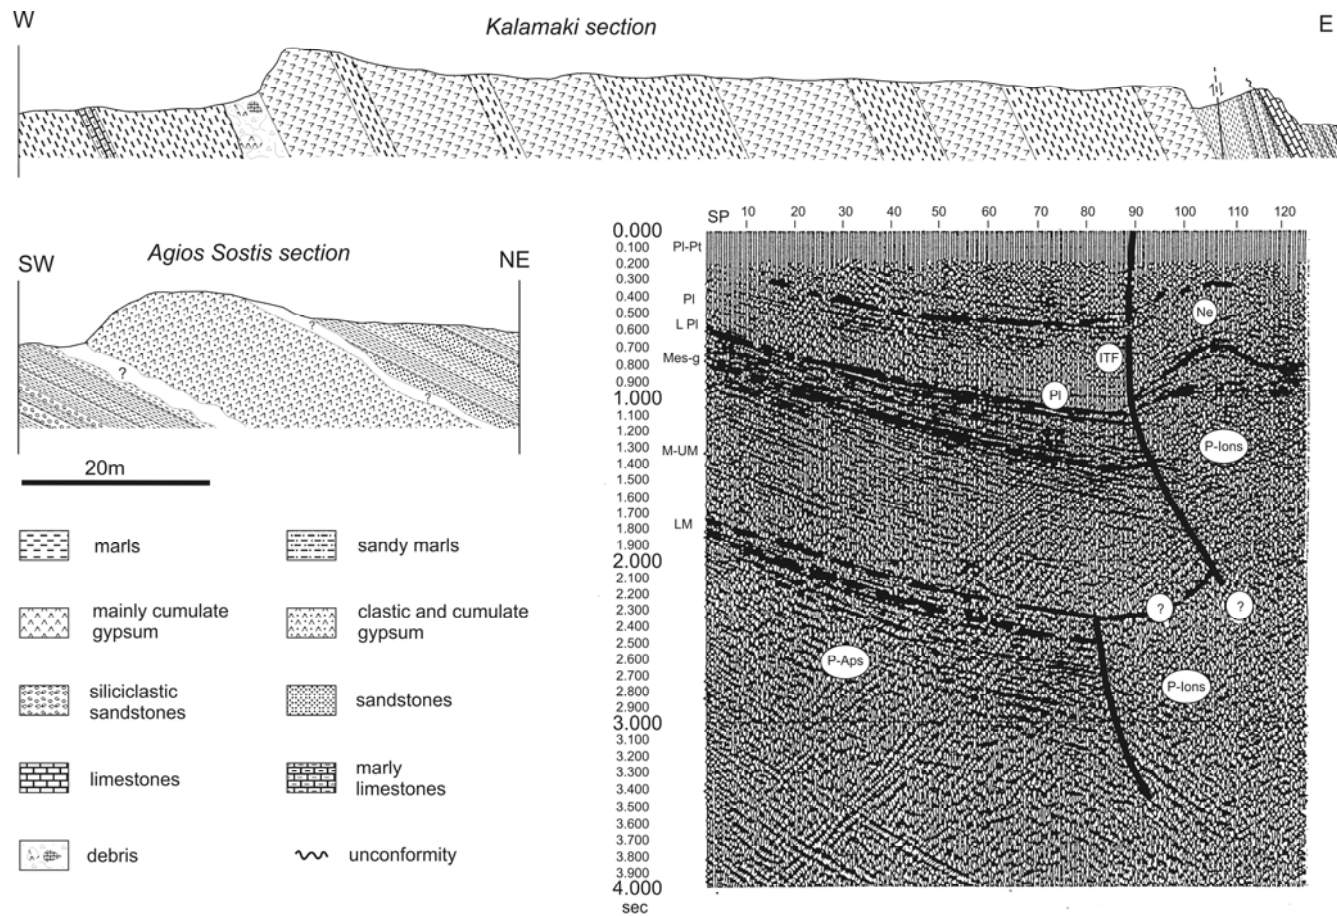 W
Kalamaki section
E
Agios Sostis section
SW
NE
?
?
?
20m
marls
sandy marls
mainly cumulate
gypsum
clastic and cumulate
gypsum
siliciclastic
sandstones
sandstones
limestones
marly
limestones
debris
unconformity
SP
10 20 30 40 50 60 70 80 90 100 110 120
0.000
0.100
0.200
0.300
0.400
0.500
0.600
0.700
0.800
0.900
1.000
1.100
1.200
1.300
1.400
1.500
1.600
1.700
1.800
1.900
2.000
2.100
2.200
2.300
2.400
2.500
2.600
2.700
2.800
2.900
3.000
3.100
3.200
3.300
3.400
3.500
3.600
3.700
3.800
3.900
4.000
sec
Pl-Pt
Pl
L Pl
Mes-g
M-UM
LM
Ne
ITF
Pl
P-Ions
?
?
P-Aps
P-Ions